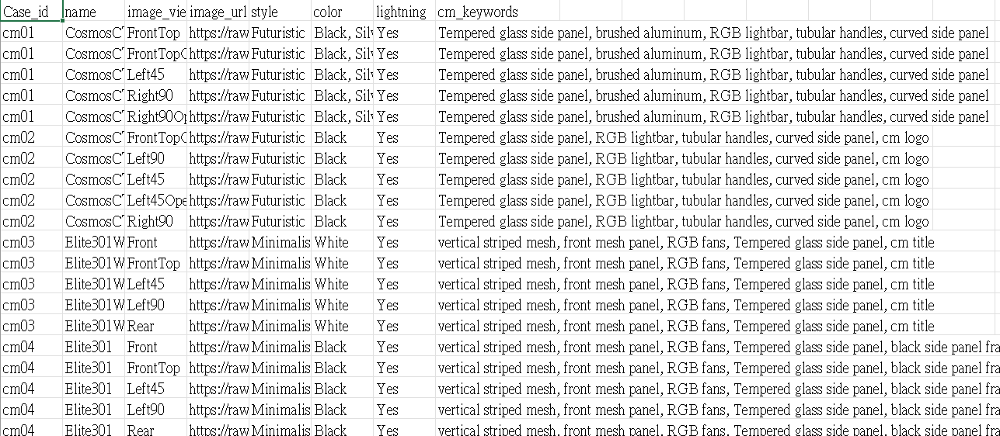 Case_id name image_vie image_url style color lightning cm_keywords
cm01 CosmosC FrontTop https://raw Futuristic Black, Sil Yes Tempered glass side panel, brushed aluminum, RGB lightbar, tubular handles, curved side panel
cm01 CosmosC FrontTop https://raw Futuristic Black, Sil Yes Tempered glass side panel, brushed aluminum, RGB lightbar, tubular handles, curved side panel
cm01 CosmosC Left45 https://raw Futuristic Black, Sil Yes Tempered glass side panel, brushed aluminum, RGB lightbar, tubular handles, curved side panel
cm01 CosmosC Right90 https://raw Futuristic Black, Sil Yes Tempered glass side panel, brushed aluminum, RGB lightbar, tubular handles, curved side panel
cm01 CosmosC Right90O https://raw Futuristic Black, Sil Yes Tempered glass side panel, brushed aluminum, RGB lightbar, tubular handles, curved side panel
cm02 CosmosC FrontTop https://raw Futuristic Black Yes Tempered glass side panel, RGB lightbar, tubular handles, curved side panel, cm logo
cm02 CosmosC Left90 https://raw Futuristic Black Yes Tempered glass side panel, RGB lightbar, tubular handles, curved side panel, cm logo
cm02 CosmosC Left45 https://raw Futuristic Black Yes Tempered glass side panel, RGB lightbar, tubular handles, curved side panel, cm logo
cm02 CosmosC Left45Ope https://raw Futuristic Black Yes Tempered glass side panel, RGB lightbar, tubular handles, curved side panel, cm logo
cm02 CosmosC Right90 https://raw Futuristic Black Yes Tempered glass side panel, RGB lightbar, tubular handles, curved side panel, cm logo
cm03 Elite301W Front https://raw Minimalis White Yes vertical striped mesh, front mesh panel, RGB fans, Tempered glass side panel, cm title
cm03 Elite301W FrontTop https://raw Minimalis White Yes vertical striped mesh, front mesh panel, RGB fans, Tempered glass side panel, cm title
cm03 Elite301W Left45 https://raw Minimalis White Yes vertical striped mesh, front mesh panel, RGB fans, Tempered glass side panel, cm title
cm03 Elite301W Left90 https://raw Minimalis White Yes vertical striped mesh, front mesh panel, RGB fans, Tempered glass side panel, cm title
cm03 Elite301W Rear https://raw Minimalis White Yes vertical striped mesh, front mesh panel, RGB fans, Tempered glass side panel, cm title
cm04 Elite301 Front https://raw Minimalis Black Yes vertical striped mesh, front mesh panel, RGB fans, Tempered glass side panel, black side panel fra
cm04 Elite301 FrontTop https://raw Minimalis Black Yes vertical striped mesh, front mesh panel, RGB fans, Tempered glass side panel, black side panel fra
cm04 Elite301 Left45 https://raw Minimalis Black Yes vertical striped mesh, front mesh panel, RGB fans, Tempered glass side panel, black side panel fra
cm04 Elite301 Left90 https://raw Minimalis Black Yes vertical striped mesh, front mesh panel, RGB fans, Tempered glass side panel, black side panel fra
cm04 Elite301 Rear https://raw Minimalis Black Yes vertical striped mesh, front mesh panel, RGB fans, Tempered glass side panel, black side panel fra